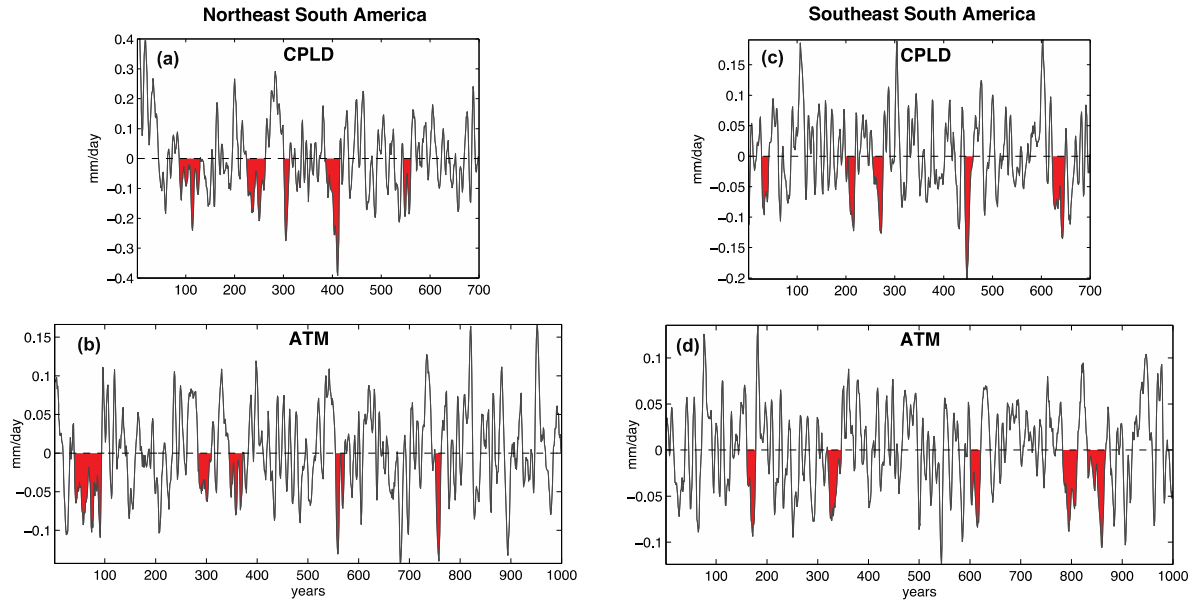 Northeast South America
Southeast South America
(a)
CPLD
mm/day
0.4
0.3
0.2
0.1
0
−0.1
−0.2
−0.3
−0.4
100 200 300 400 500 600 700
(c)
CPLD
mm/day
0.15
0.1
0.05
0
−0.05
−0.1
−0.15
−0.2
100 200 300 400 500 600 700
(b)
ATM
mm/day
0.15
0.1
0.05
0
−0.05
−0.1
100 200 300 400 500 600 700 800 900 1000
years
(d)
ATM
mm/day
0.1
0.05
0
−0.05
−0.1
100 200 300 400 500 600 700 800 900 1000
years